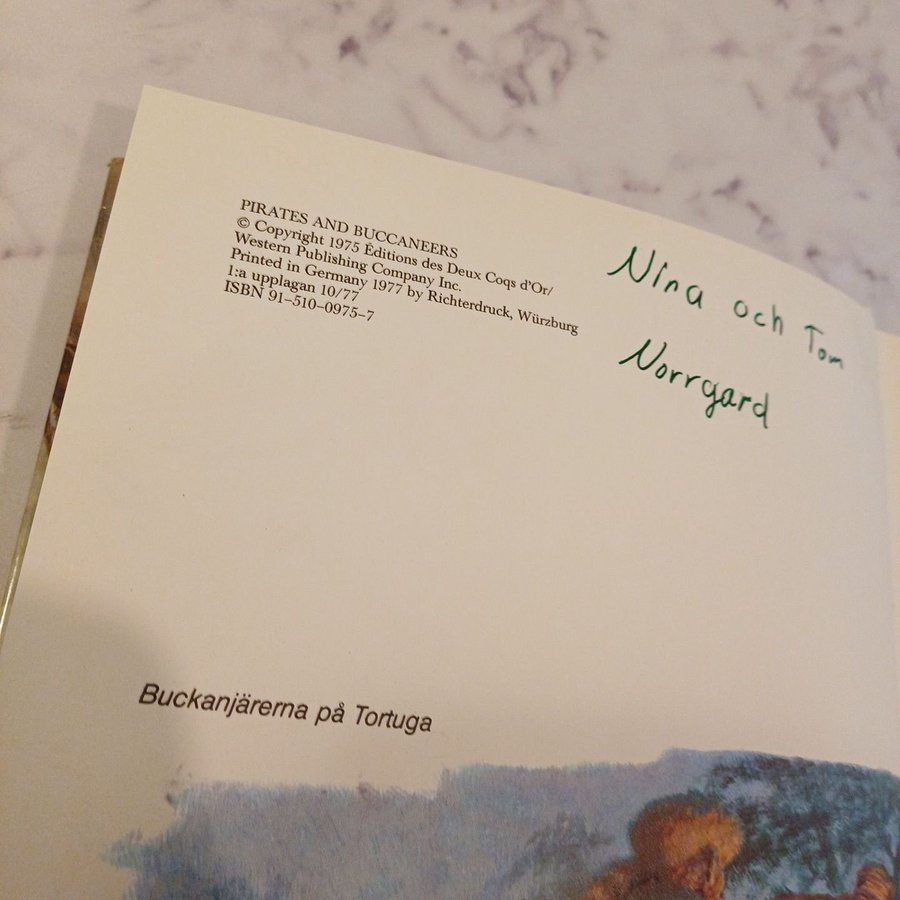 PIRATES AND BUCCANEERS
© Copyright 1975 Éditions des Deux Coqs d'Or/
Western Publishing Company Inc.
Printed in Germany 1977 by Richterdruck, Würzburg
1:a upplagan 10/77
ISBN 91–510–0975–7
Nina och Tom
Norrgard
Buckanjärerna på Tortuga